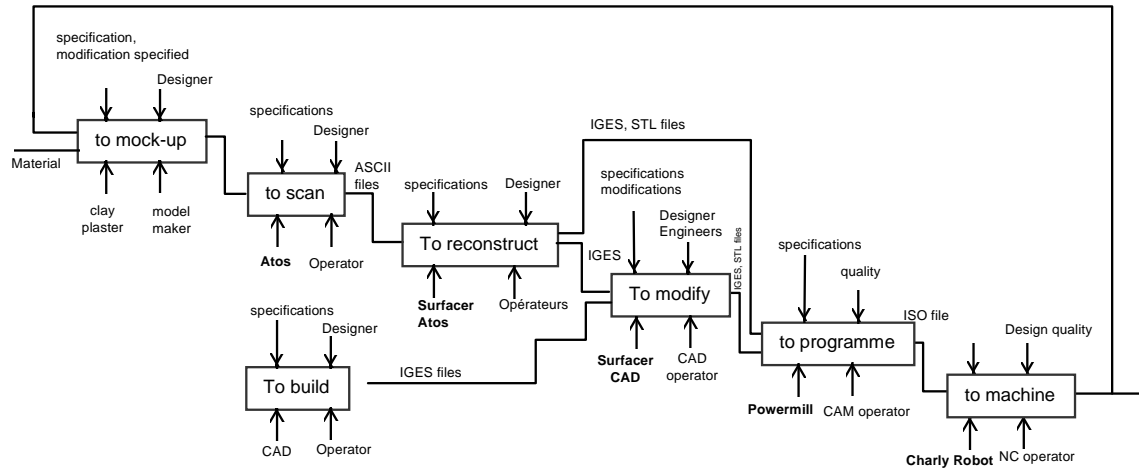 specification,
modification specified
Designer
to mock-up
Material
clay
plaster
model
maker
specifications
Designer
to scan
ASCII
files
Atos
Operator
specifications
Designer
To reconstruct
Surfacer
Atos
Opérateurs
IGES, STL files
IGES
specifications
modifications
Designer
Engineers
To modify
Surfacer
CAD
CAD
operator
IGES, STL files
specifications
Designer
To build
CAD
Operator
IGES files
specifications
quality
to programme
Powermill
CAM operator
ISO file
Design quality
to machine
Charly Robot
NC operator